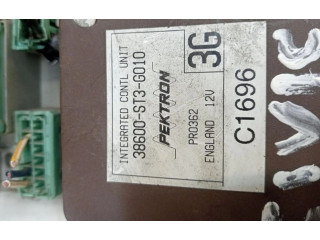 INTEGRATED CONTL UNIT
38600-ST3-G010
PEKTRON
PRO362 12V
ENGLAND
3G
C1696